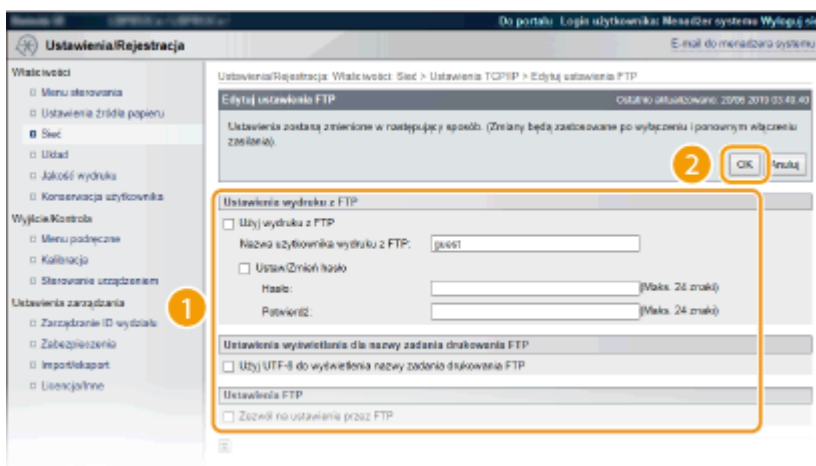 Do portalu Login użytkownika: Menedżer systemu Wyloguj się
Ustawienia/Rejestracja
E-mail do menedżera systemu
Właściwości
Menu sterowania
Ustawienia źródła papieru
Sieć
Układ
Jakość wydruku
Konserwacja użytkownika
Wyjście/Kontrola
Menu podręczne
Kalibracja
Sterowanie urządzeniem
Ustawienia zarządzania
Zarządzanie ID wydziału
Zabezpieczenia
Import/eksport
Licencja/Inne
Ustawienia/Rejestracja: Właściwości: Sieć > Ustawienia TCP/IP > Edytuj ustawienia FTP
Edytuj ustawienia FTP
Ostatnio aktualizowano: 20/06 2019 03:40:40
Ustawienia zostaną zmienione w następujący sposób. (Zmiany będą zastosowane po wyłączeniu i ponownym włączeniu
zasilania).
2
OK
Anuluj
1
Ustawienia wydruku z FTP
Użyj wydruku z FTP
Nazwa użytkownika wydruku z FTP: guest
Ustaw/Zmień hasło
Hasło: (Maks. 24 znaki)
Potwierdź: (Maks. 24 znaki)
Ustawienia wyświetlania dla nazwy zadania drukowania FTP
Użyj UTF-8 do wyświetlenia nazwy zadania drukowania FTP
Ustawienia FTP
Zezwól na ustawienie przez FTP